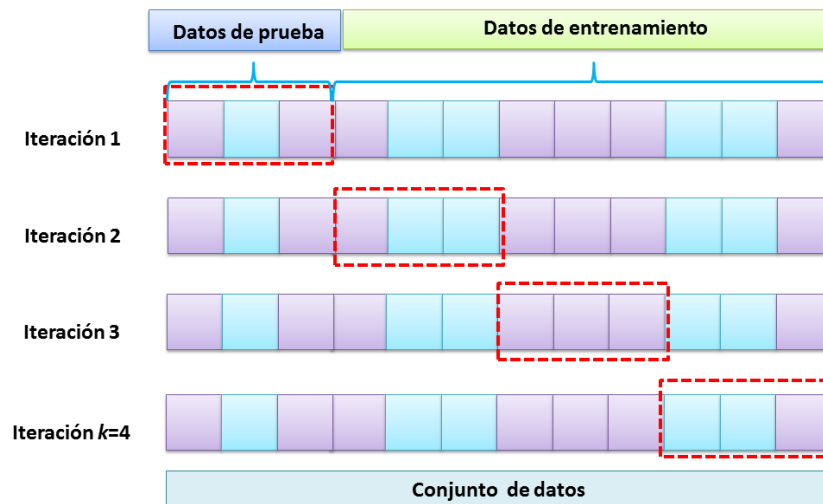 Datos de prueba
Datos de entrenamiento
Iteración 1
Iteración 2
Iteración 3
Iteración k=4
Conjunto de datos